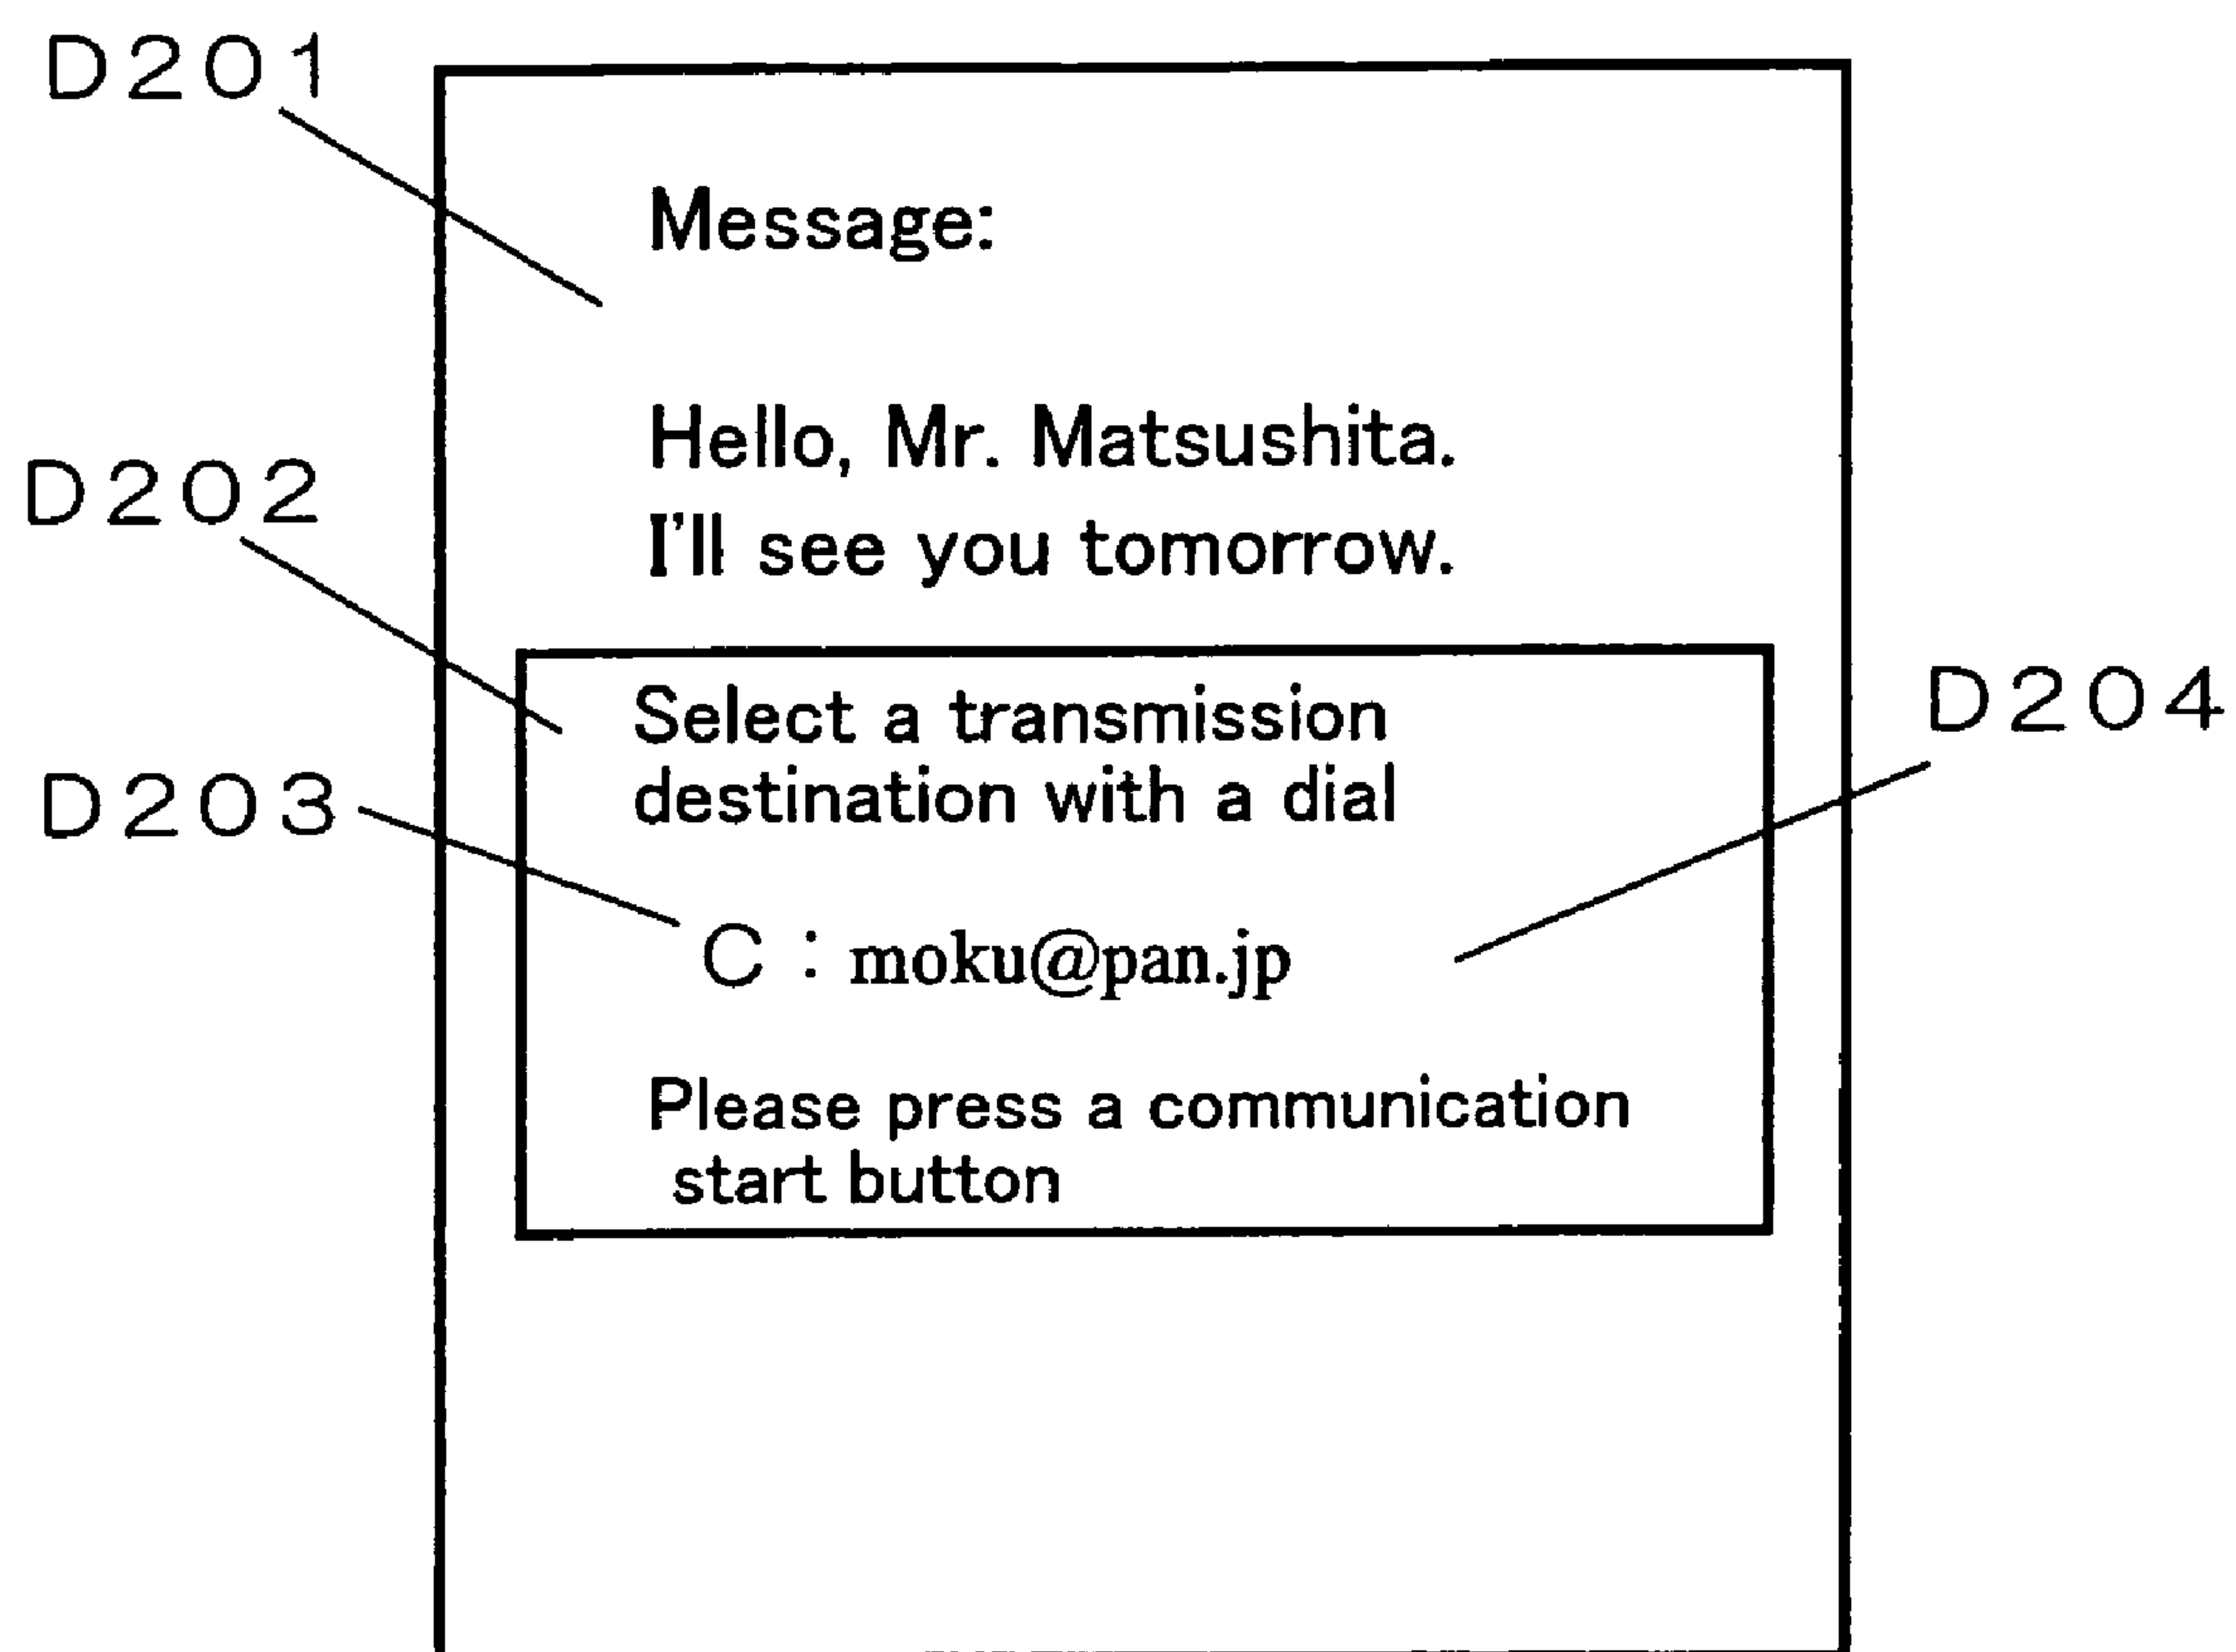 D201
Message:
Hello, Mr. Matsushita.
D202
I'll see you tomorrow.
Select a transmission
D204
destination with a dial
D203
C : moku@pan.jp
Please press a communication
start button